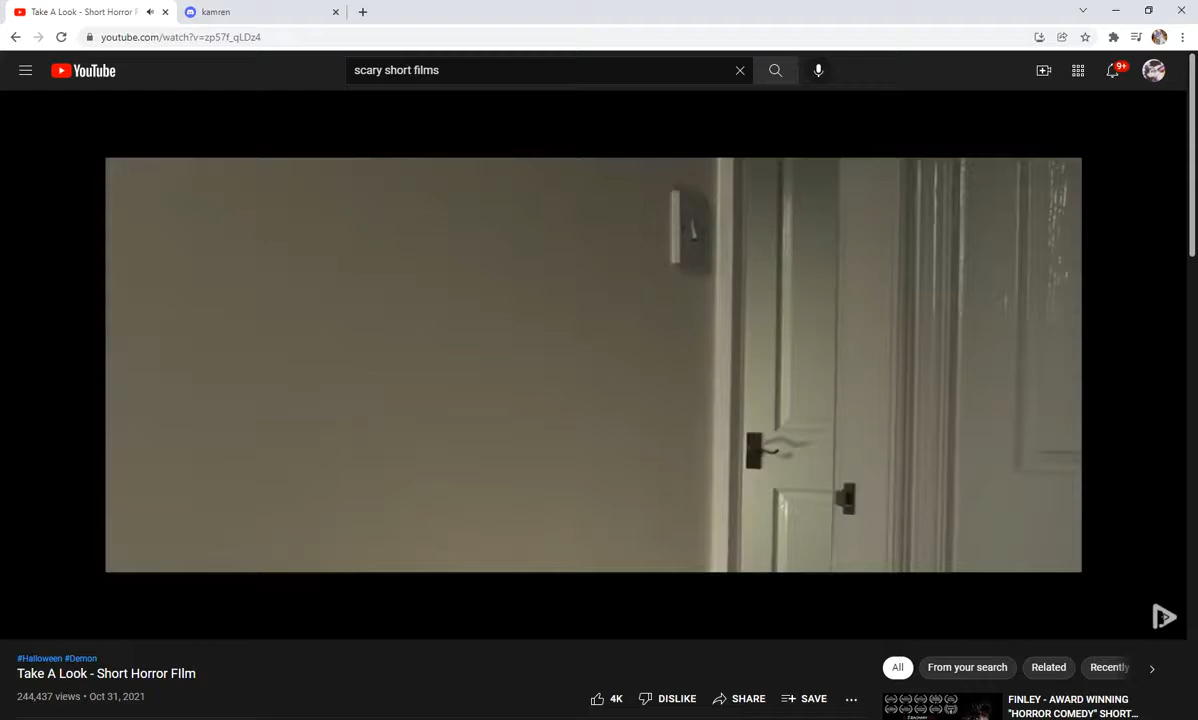 Take A Look - Short Horror F
kamren
youtube.com/watch?v=zp57f_qLDz4
YouTube
scary short films
9+
#Halloween #Demon
Take A Look - Short Horror FIlm
244,437 views • Oct 31, 2021
4K
DISLIKE
SHARE
SAVE
All
From your search
Related
Recently
FINLEY - AWARD WINNING
"HORROR COMEDY" SHORT...